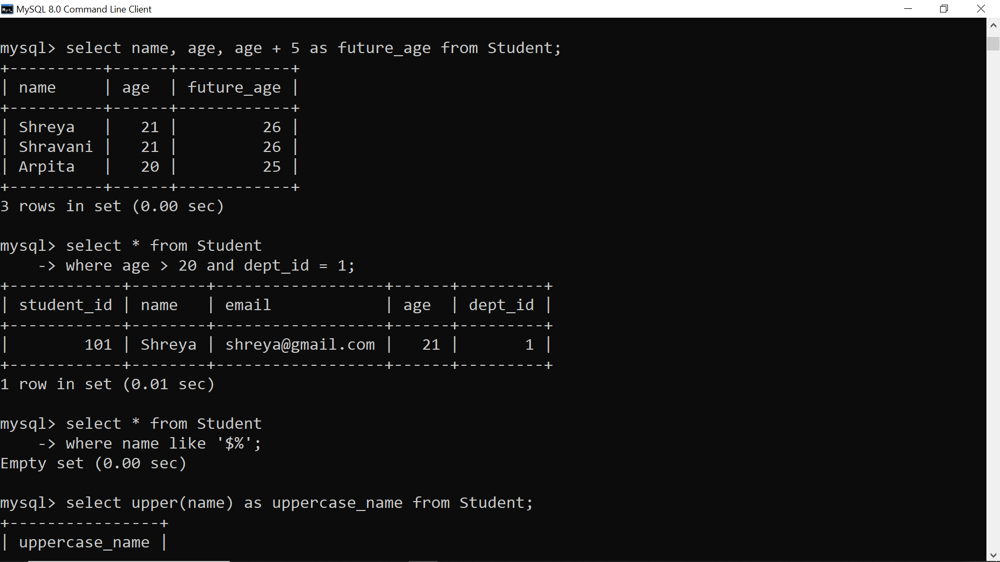 MySQL 8.0 Command Line Client
mysql> select name, age, age + 5 as future_age from Student;
+----------+------+------------+
| name     | age  | future_age |
+----------+------+------------+
| Shreya   |   21 |         26 |
| Shravani |   21 |         26 |
| Arpita   |   20 |         25 |
+----------+------+------------+
3 rows in set (0.00 sec)
mysql> select * from Student
    -> where age > 20 and dept_id = 1;
+------------+--------+------------------+------+---------+
| student_id | name   | email            | age  | dept_id |
+------------+--------+------------------+------+---------+
|        101 | Shreya | shreya@gmail.com |   21 |       1 |
+------------+--------+------------------+------+---------+
1 row in set (0.01 sec)
mysql> select * from Student
    -> where name like '$%';
Empty set (0.00 sec)
mysql> select upper(name) as uppercase_name from Student;
+----------------+
| uppercase_name |